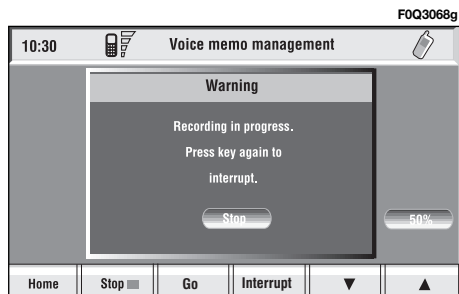 F0Q3068g
10:30 Voice memo management
Warning
Recording in progress.
Press key again to
interrupt.
Stop
50%
Home Stop Go Interrupt